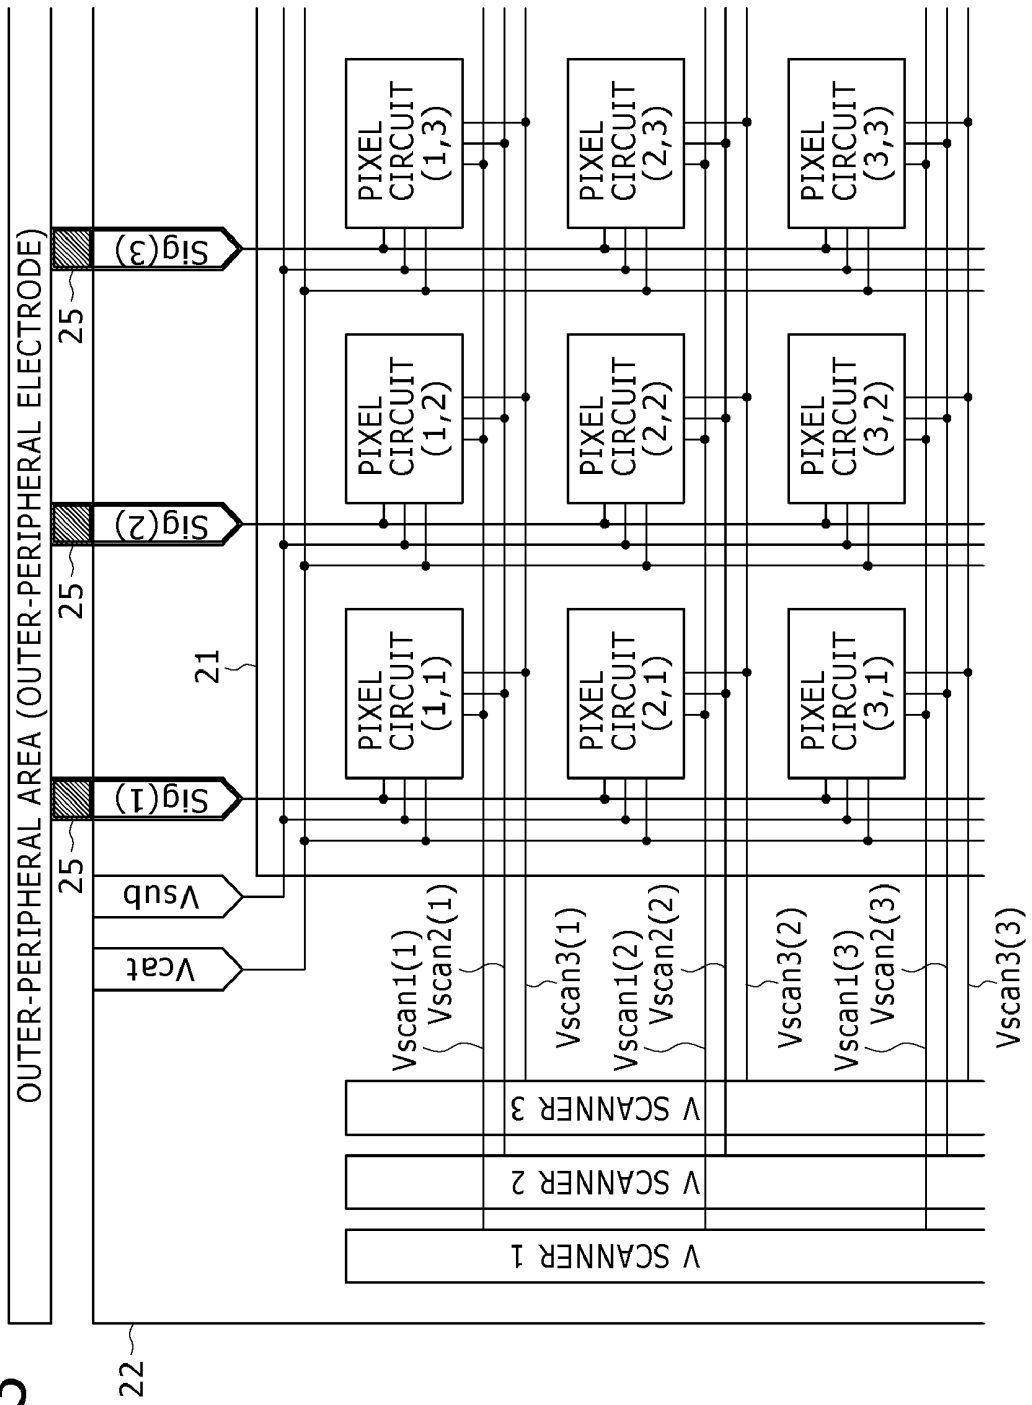 OUTER-PERIPHERAL AREA (OUTER-PERIPHERAL ELECTRODE)
25
25
25
22
Vcat
Vsub
Sig(1)
Sig(2)
Sig(3)
21
PIXEL
CIRCUIT
(1,1)
PIXEL
CIRCUIT
(1,2)
PIXEL
CIRCUIT
(1,3)
Vscan1(1)
Vscan2(1)
Vscan3(1)
PIXEL
CIRCUIT
(2,1)
PIXEL
CIRCUIT
(2,2)
PIXEL
CIRCUIT
(2,3)
Vscan1(2)
Vscan2(2)
Vscan3(2)
PIXEL
CIRCUIT
(3,1)
PIXEL
CIRCUIT
(3,2)
PIXEL
CIRCUIT
(3,3)
Vscan1(3)
Vscan2(3)
Vscan3(3)
V SCANNER 1
V SCANNER 2
V SCANNER 3